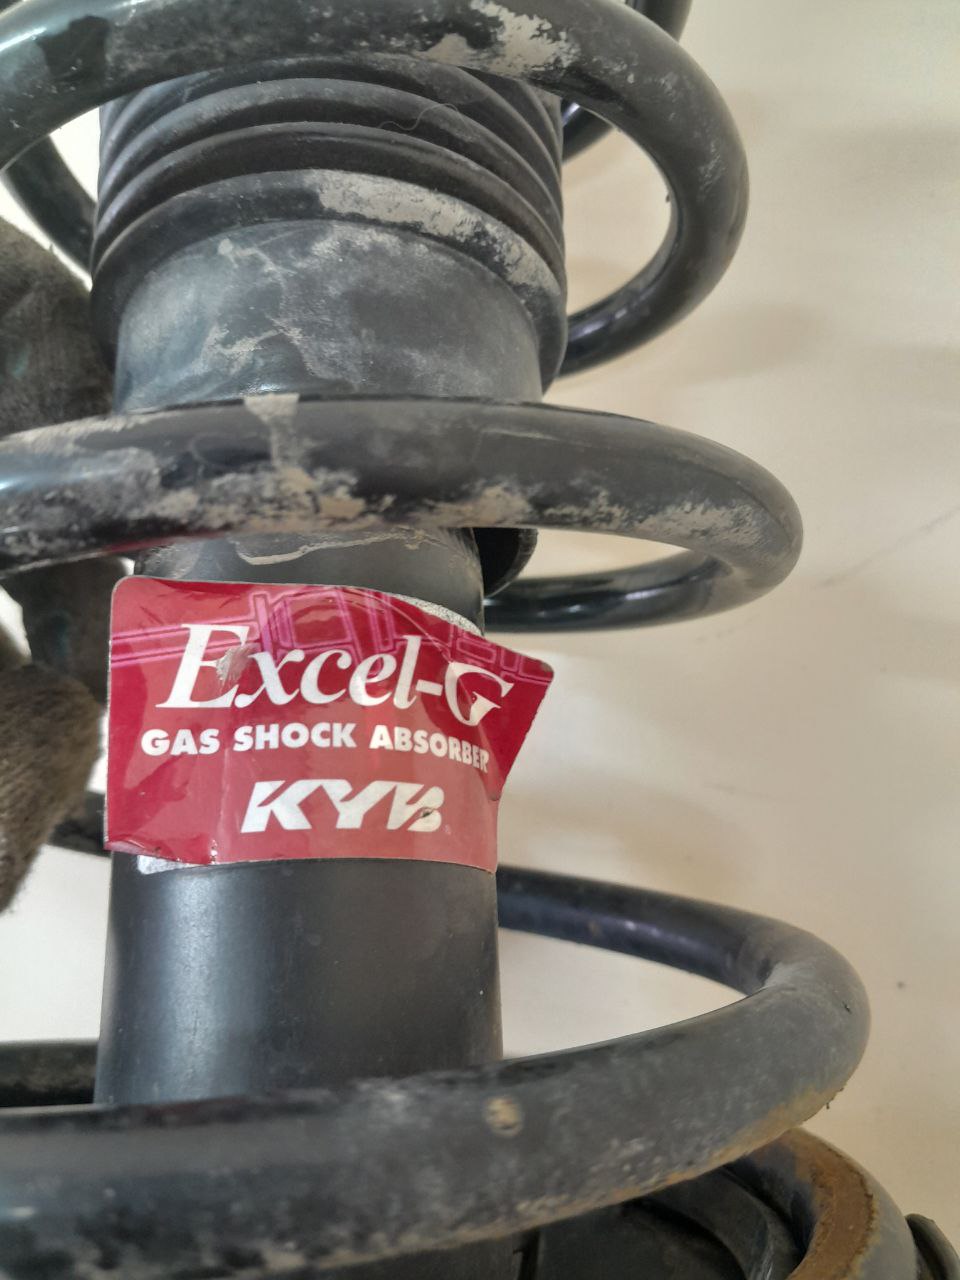 Excel-G
GAS SHOCK ABSORBER
KYB